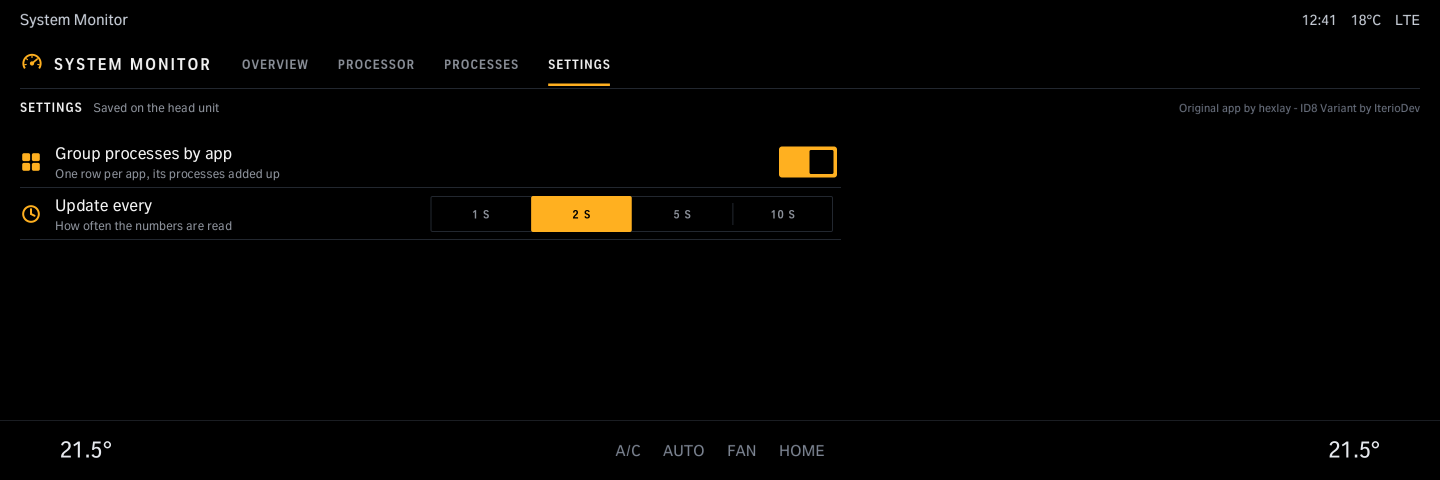 System Monitor 12:41 18°C LTE
SYSTEM MONITOR OVERVIEW PROCESSOR PROCESSES SETTINGS
SETTINGS Saved on the head unit Original app by hexlay - ID8 Variant by IterioDev
Group processes by app
One row per app, its processes added up
Update every
How often the numbers are read
1 S 2 S 5 S 10 S
21.5° A/C AUTO FAN HOME 21.5°